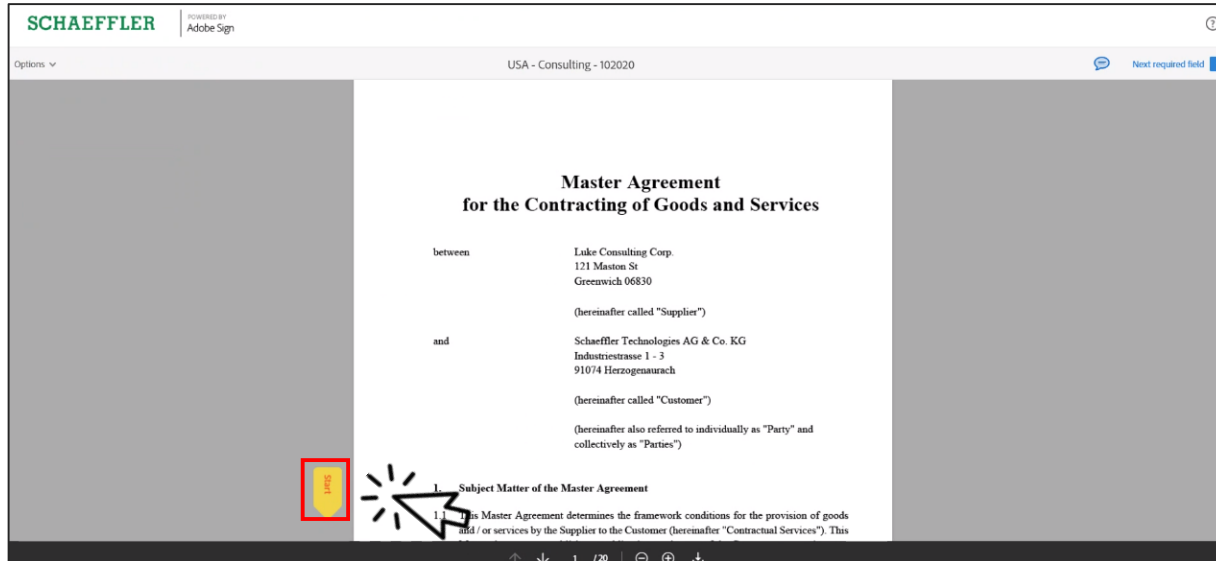 SCHAEFFLER
POWERED BY
Adobe Sign
?
Options
USA - Consulting - 102020
Next required field
Master Agreement
for the Contracting of Goods and Services
between
Luke Consulting Corp.
121 Maston St
Greenwich 06830
(hereinafter called "Supplier")
and
Schaeffler Technologies AG & Co. KG
Industriestrasse 1 - 3
91074 Herzogenaurach
(hereinafter called "Customer")
(hereinafter also referred to individually as "Party" and
collectively as "Parties")
Start
1. Subject Matter of the Master Agreement
1.1 This Master Agreement determines the framework conditions for the provision of goods
and / or services by the Supplier to the Customer (hereinafter "Contractual Services"). This
1 /20